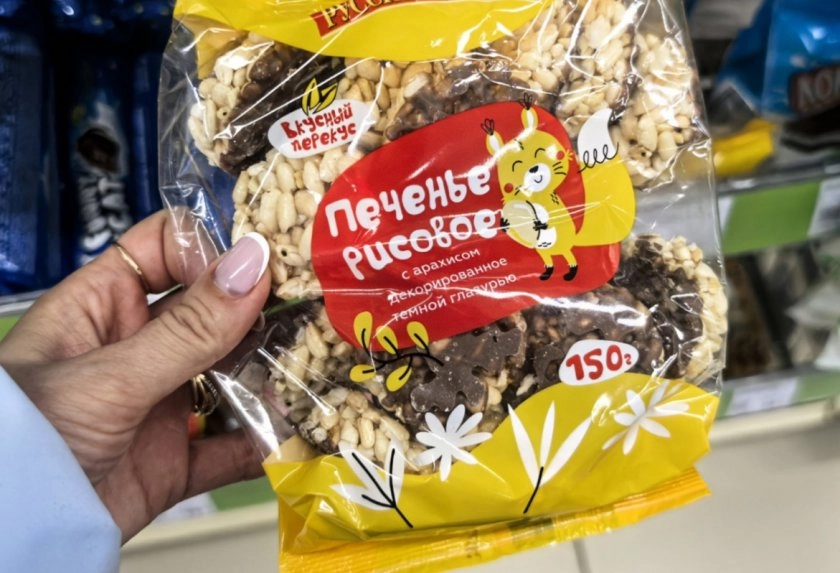 Вкусный
перекус
Печенье
рисовое
с арахисом
декорированное
темной глазурью
150г